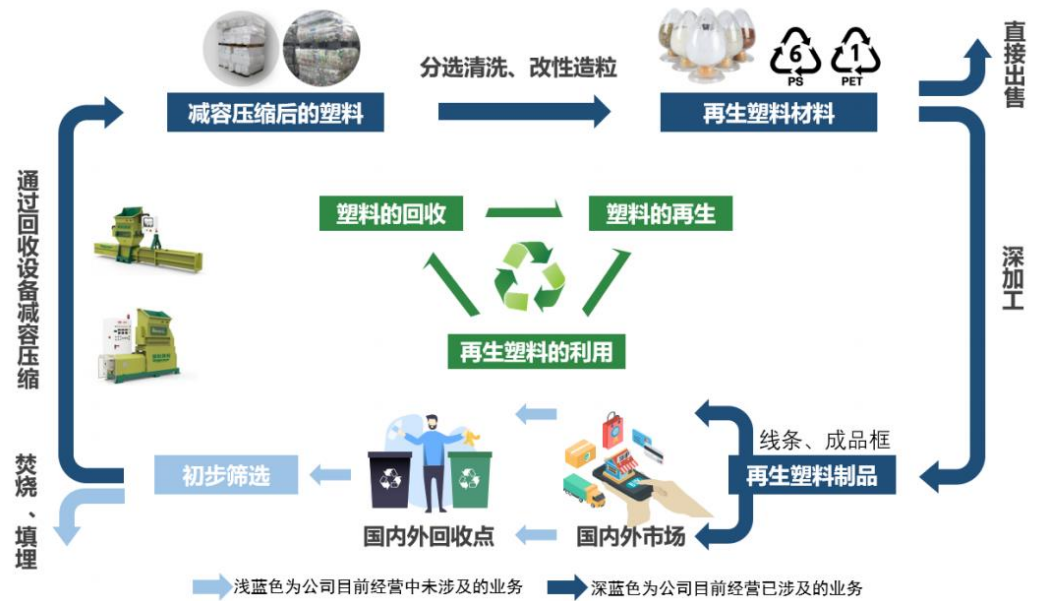 分选清洗、改性造粒
6
PS
1
PET
直接出售
减容压缩后的塑料
再生塑料材料
通过回收设备减容压缩
塑料的回收
塑料的再生
深加工
再生塑料的利用
线条、成品框
初步筛选
再生塑料制品
焚烧、填埋
国内外回收点
国内外市场
浅蓝色为公司目前经营中未涉及的业务
深蓝色为公司目前经营已涉及的业务